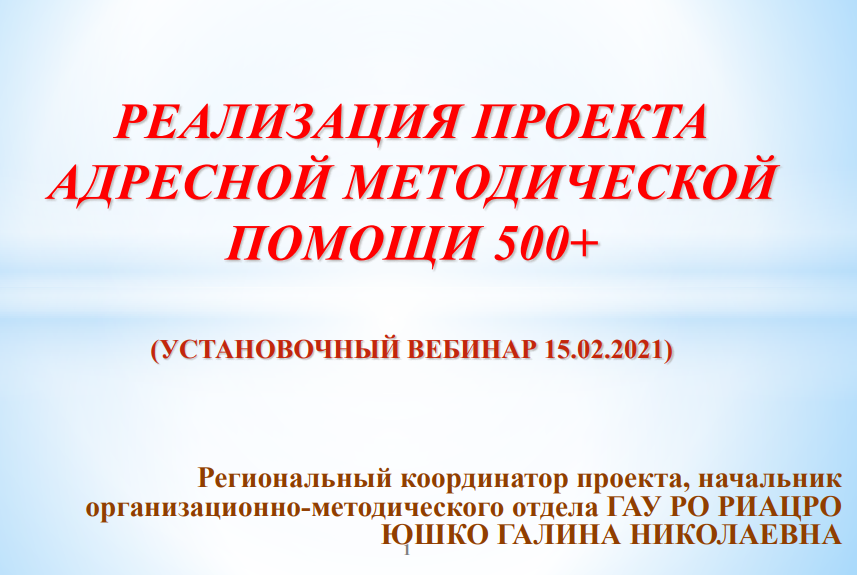 РЕАЛИЗАЦИЯ ПРОЕКТА
АДРЕСНОЙ МЕТОДИЧЕСКОЙ
ПОМОЩИ 500+
(УСТАНОВОЧНЫЙ ВЕБИНАР 15.02.2021)
Региональный координатор проекта, начальник
организационно-методического отдела ГАУ РО РИАЦРО
ЮШКО ГАЛИНА НИКОЛАЕВНА
1